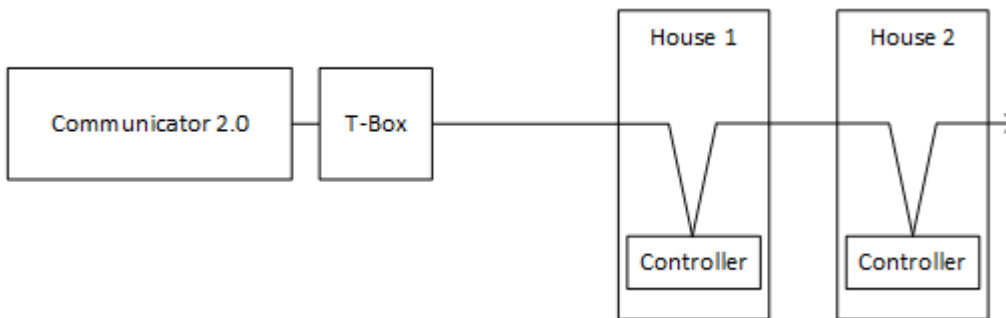 House 1
House 2
Communicator 2.0
T-Box
Controller
Controller